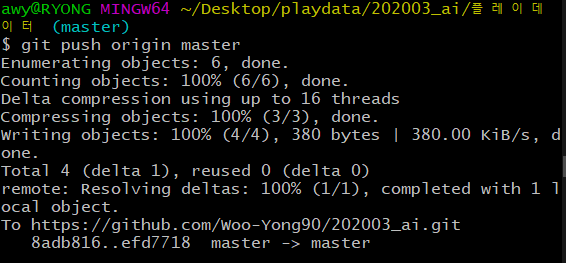 awy@RYONG MINGW64 ~/Desktop/playdata/202003_ai/플레이데
이터 (master)
$ git push origin master
Enumerating objects: 6, done.
Counting objects: 100% (6/6), done.
Delta compression using up to 16 threads
Compressing objects: 100% (3/3), done.
Writing objects: 100% (4/4), 380 bytes | 380.00 KiB/s, d
one.
Total 4 (delta 1), reused 0 (delta 0)
remote: Resolving deltas: 100% (1/1), completed with 1 l
ocal object.
To https://github.com/Woo-Yong90/202003_ai.git
   8adb816..efd7718  master -> master